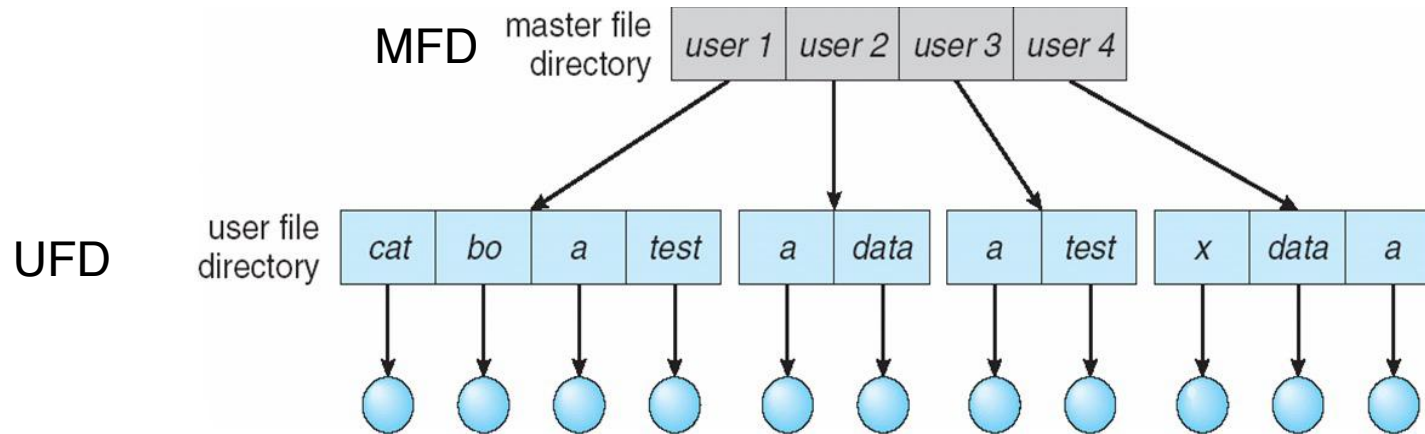 MFD
master file
directory
user 1 user 2 user 3 user 4
UFD
user file
directory
cat bo a test a data a test x data a